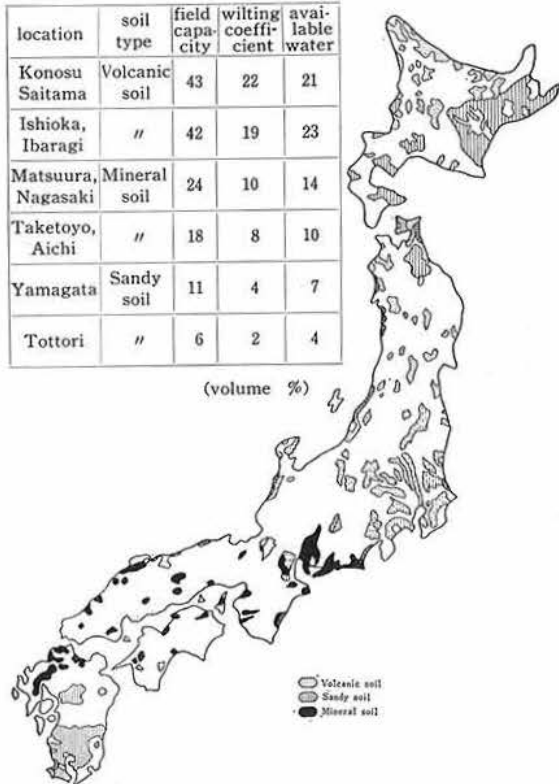 location soil type field capa-city wilting coeffi-cient avai-lable water
Konosu Saitama Volcanic soil 43 22 21
Ishioka, Ibaragi 〃 42 19 23
Matsuura, Nagasaki Mineral soil 24 10 14
Taketoyo, Aichi 〃 18 8 10
Yamagata Sandy soil 11 4 7
Tottori 〃 6 2 4
(volume %)
Volcanic soil
Sandy soil
Mineral soil